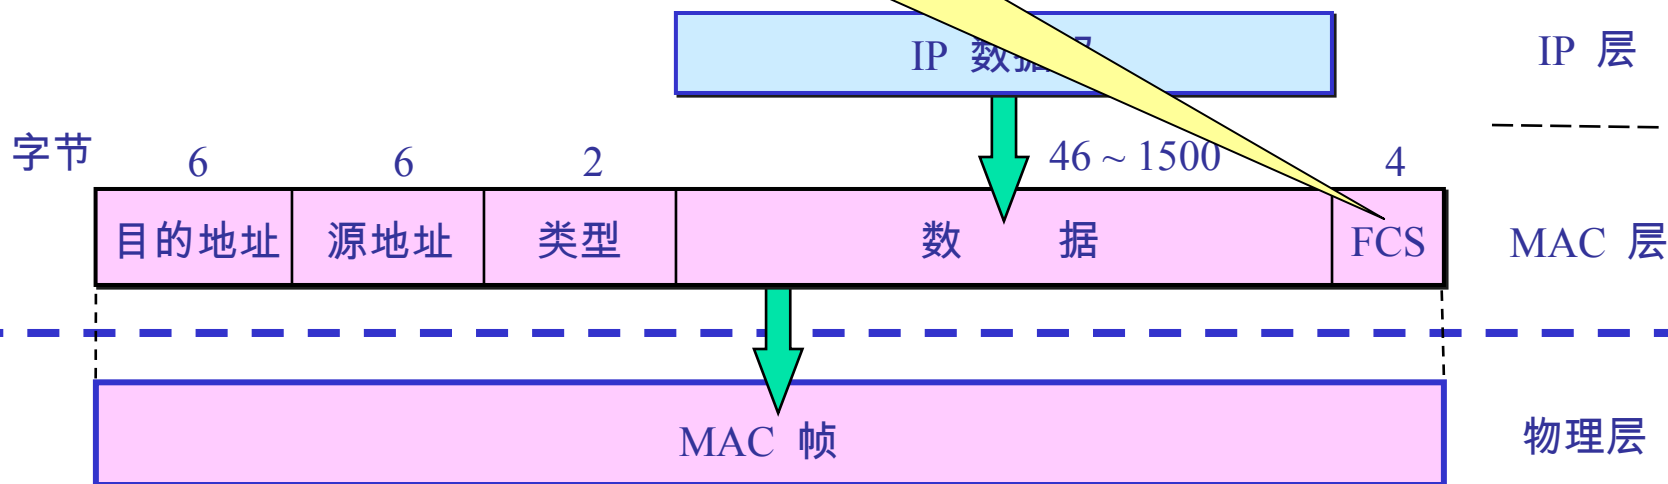 IP 数据
IP 层
字节 6 6 2 46 ~ 1500 4
目的地址 源地址 类型 数 据 FCS MAC 层
MAC 帧 物理层